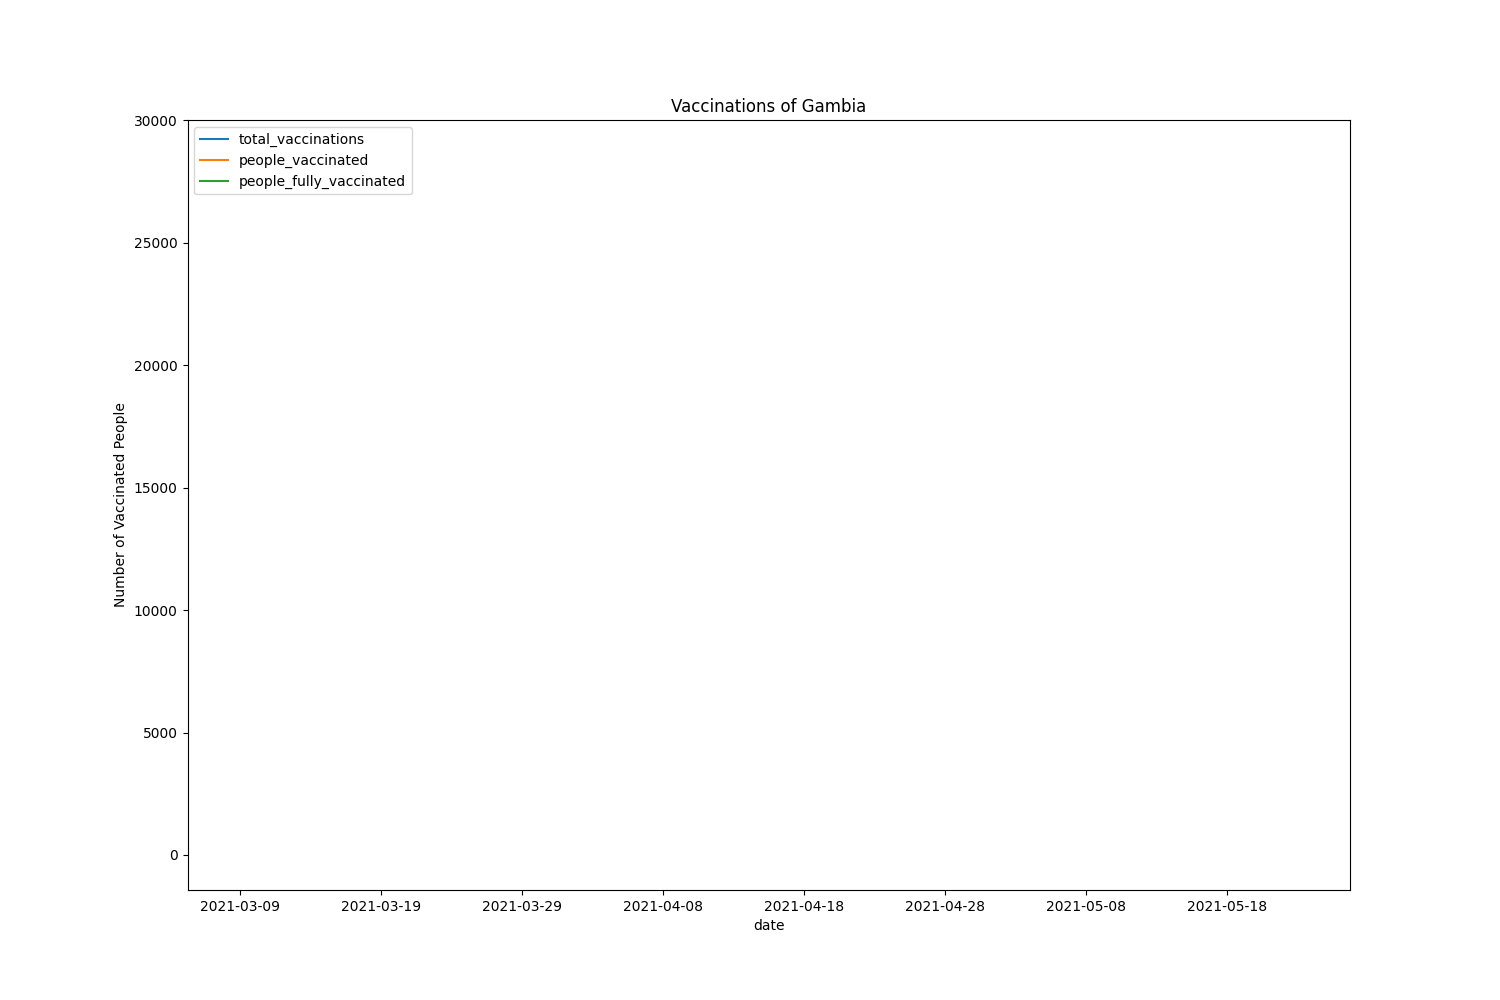 Vaccinations of Gambia
30000
total_vaccinations
people_vaccinated
people_fully_vaccinated
25000
20000
15000
10000
5000
0
Number of Vaccinated People
2021-03-09 2021-03-19 2021-03-29 2021-04-08 2021-04-18 2021-04-28 2021-05-08 2021-05-18
date